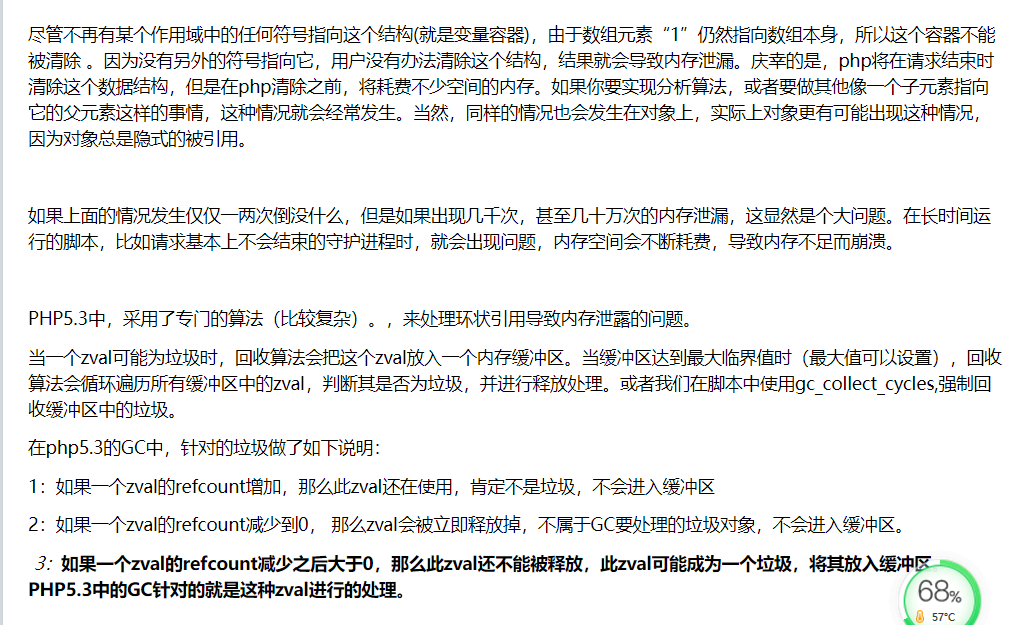 尽管不再有某个作用域中的任何符号指向这个结构(就是变量容器)，由于数组元素“1”仍然指向数组本身，所以这个容器不能
被清除 。因为没有另外的符号指向它，用户没有办法清除这个结构，结果就会导致内存泄漏。庆幸的是，php将在请求结束时
清除这个数据结构，但是在php清除之前，将耗费不少空间的内存。如果你要实现分析算法，或者要做其他像一个子元素指向
它的父元素这样的事情，这种情况就会经常发生。当然，同样的情况也会发生在对象上，实际上对象更有可能出现这种情况，
因为对象总是隐式的被引用。
如果上面的情况发生仅仅一两次倒没什么，但是如果出现几千次，甚至几十万次的内存泄漏，这显然是个大问题。在长时间运
行的脚本，比如请求基本上不会结束的守护进程时，就会出现问题，内存空间会不断耗费，导致内存不足而崩溃。
PHP5.3中，采用了专门的算法（比较复杂）。，来处理环状引用导致内存泄露的问题。
当一个zval可能为垃圾时，回收算法会把这个zval放入一个内存缓冲区。当缓冲区达到最大临界值时（最大值可以设置），回收
算法会循环遍历所有缓冲区中的zval，判断其是否为垃圾，并进行释放处理。或者我们在脚本中使用gc_collect_cycles,强制回
收缓冲区中的垃圾。
在php5.3的GC中，针对的垃圾做了如下说明：
1：如果一个zval的refcount增加，那么此zval还在使用，肯定不是垃圾，不会进入缓冲区
2：如果一个zval的refcount减少到0， 那么zval会被立即释放掉，不属于GC要处理的垃圾对象，不会进入缓冲区。
3：如果一个zval的refcount减少之后大于0，那么此zval还不能被释放，此zval可能成为一个垃圾，将其放入缓冲区
PHP5.3中的GC针对的就是这种zval进行的处理。
68%
57°C